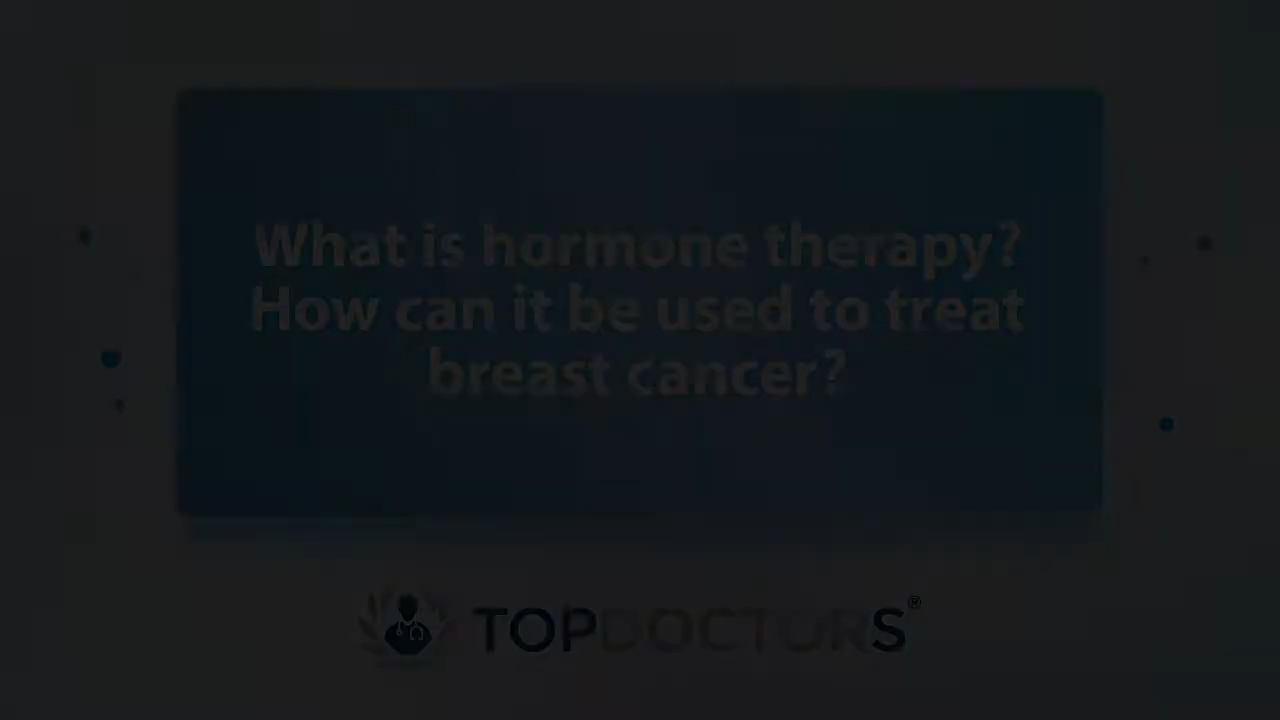 What is hormone therapy?
How can it be used to treat
breast cancer?
TOPDOCTORS®